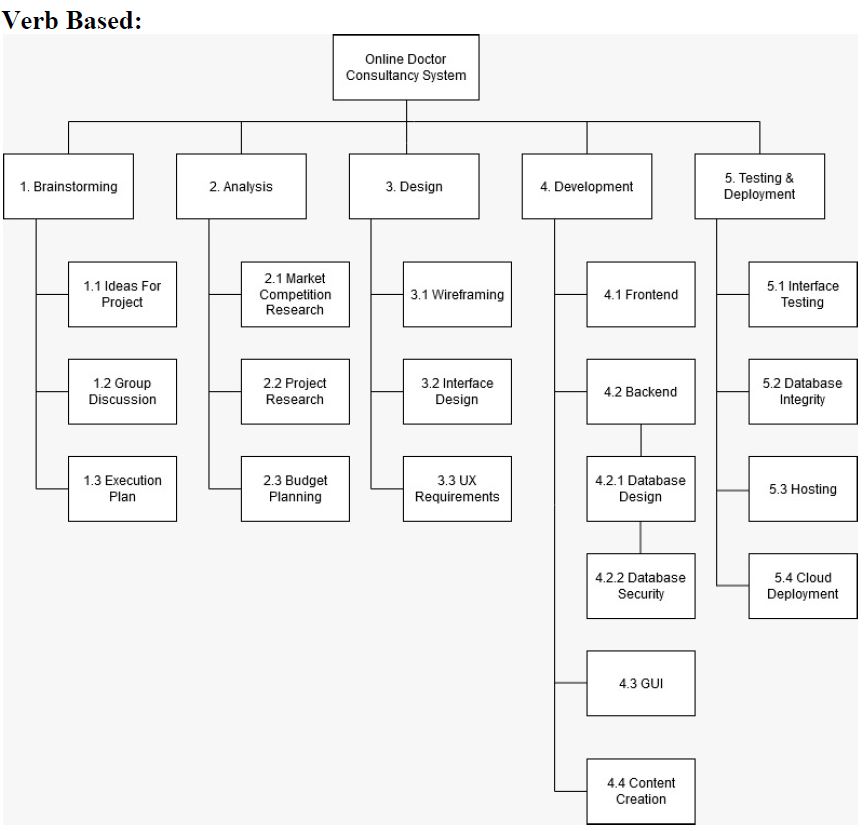 Verb Based:
Online Doctor
Consultancy System
1. Brainstorming
2. Analysis
3. Design
4. Development
5. Testing &
Deployment
1.1 Ideas For
Project
1.2 Group
Discussion
1.3 Execution
Plan
2.1 Market
Competition
Research
2.2 Project
Research
2.3 Budget
Planning
3.1 Wireframing
3.2 Interface
Design
3.3 UX
Requirements
4.1 Frontend
4.2 Backend
4.2.1 Database
Design
4.2.2 Database
Security
4.3 GUI
4.4 Content
Creation
5.1 Interface
Testing
5.2 Database
Integrity
5.3 Hosting
5.4 Cloud
Deployment